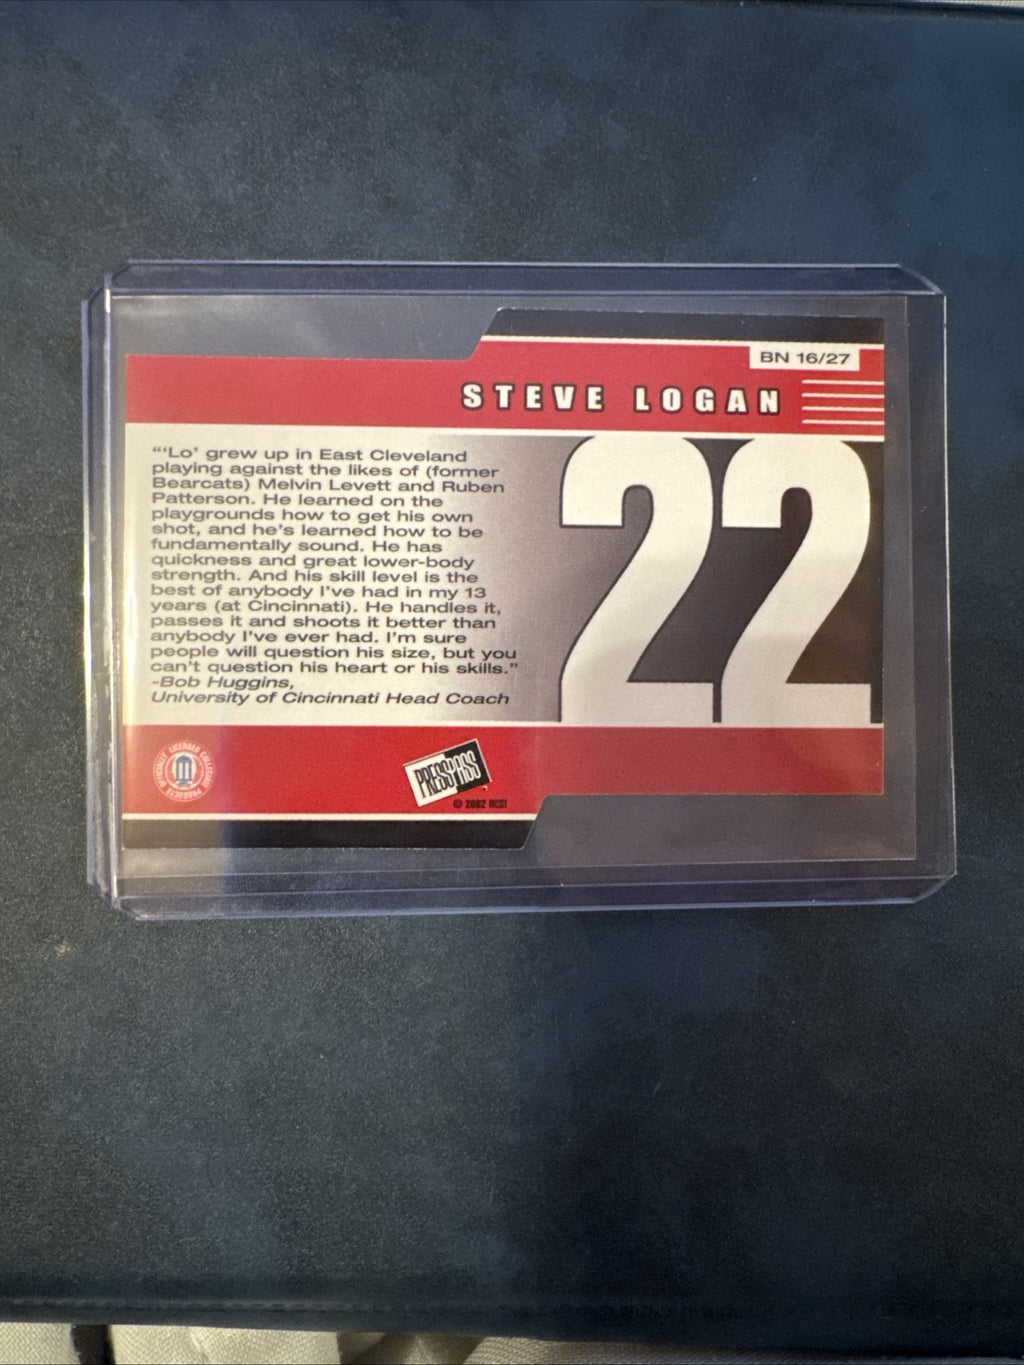 BN 16/27
STEVE LOGAN
22
"'Lo' grew up in East Cleveland
playing against the likes of (former
Bearcats) Melvin Levett and Ruben
Patterson. He learned on the
playgrounds how to get his own
shot, and he's learned how to be
fundamentally sound. He has
quickness and great lower-body
strength. And his skill level is the
best of anybody I've had in my 13
years (at Cincinnati). He handles it,
passes it and shoots it better than
anybody I've ever had. I'm sure
people will question his size, but you
can't question his heart or his skills."
-Bob Huggins,
University of Cincinnati Head Coach
OFFICIALLY LICENSED COLLEGIATE PRODUCTS
PRESS PASS
© 2002 RCSI